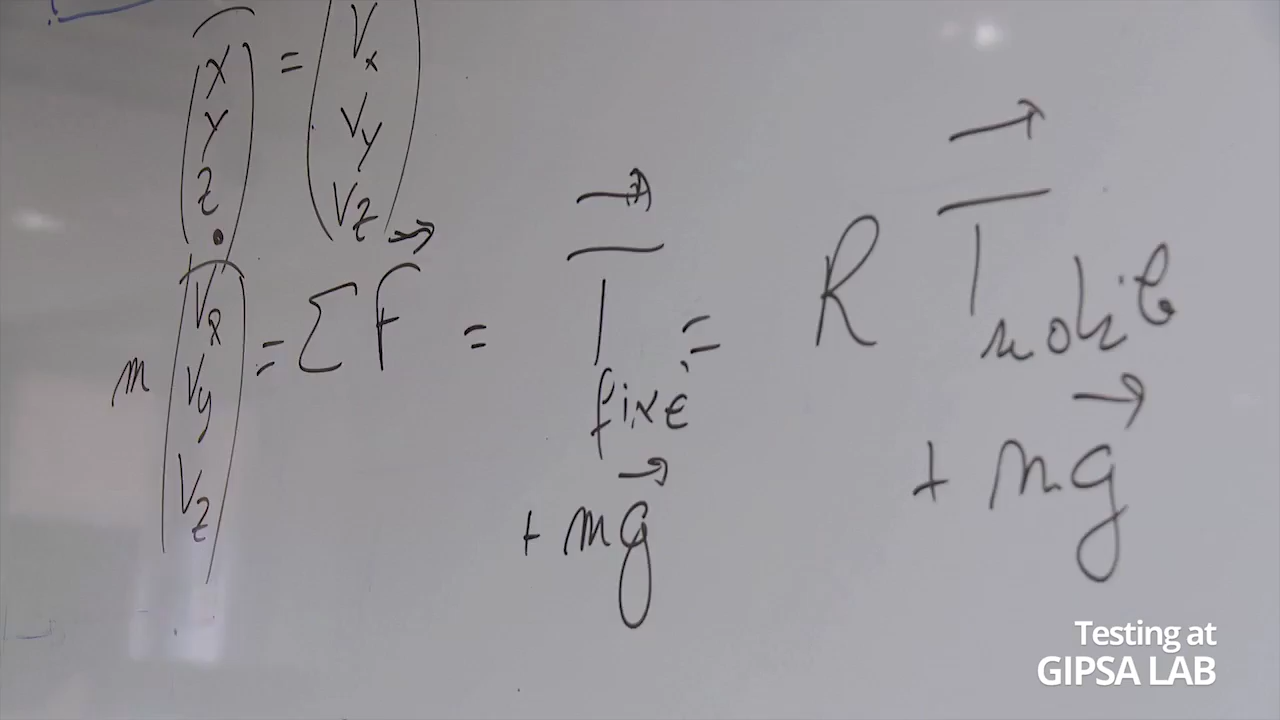 X = Vx
Y Vy
Z Vz
m Vx = ΣF⃗ = T⃗ fixe = R T⃗ mobile
Vy
Vz
+ mg⃗ + mg⃗
Testing at
GIPSA LAB